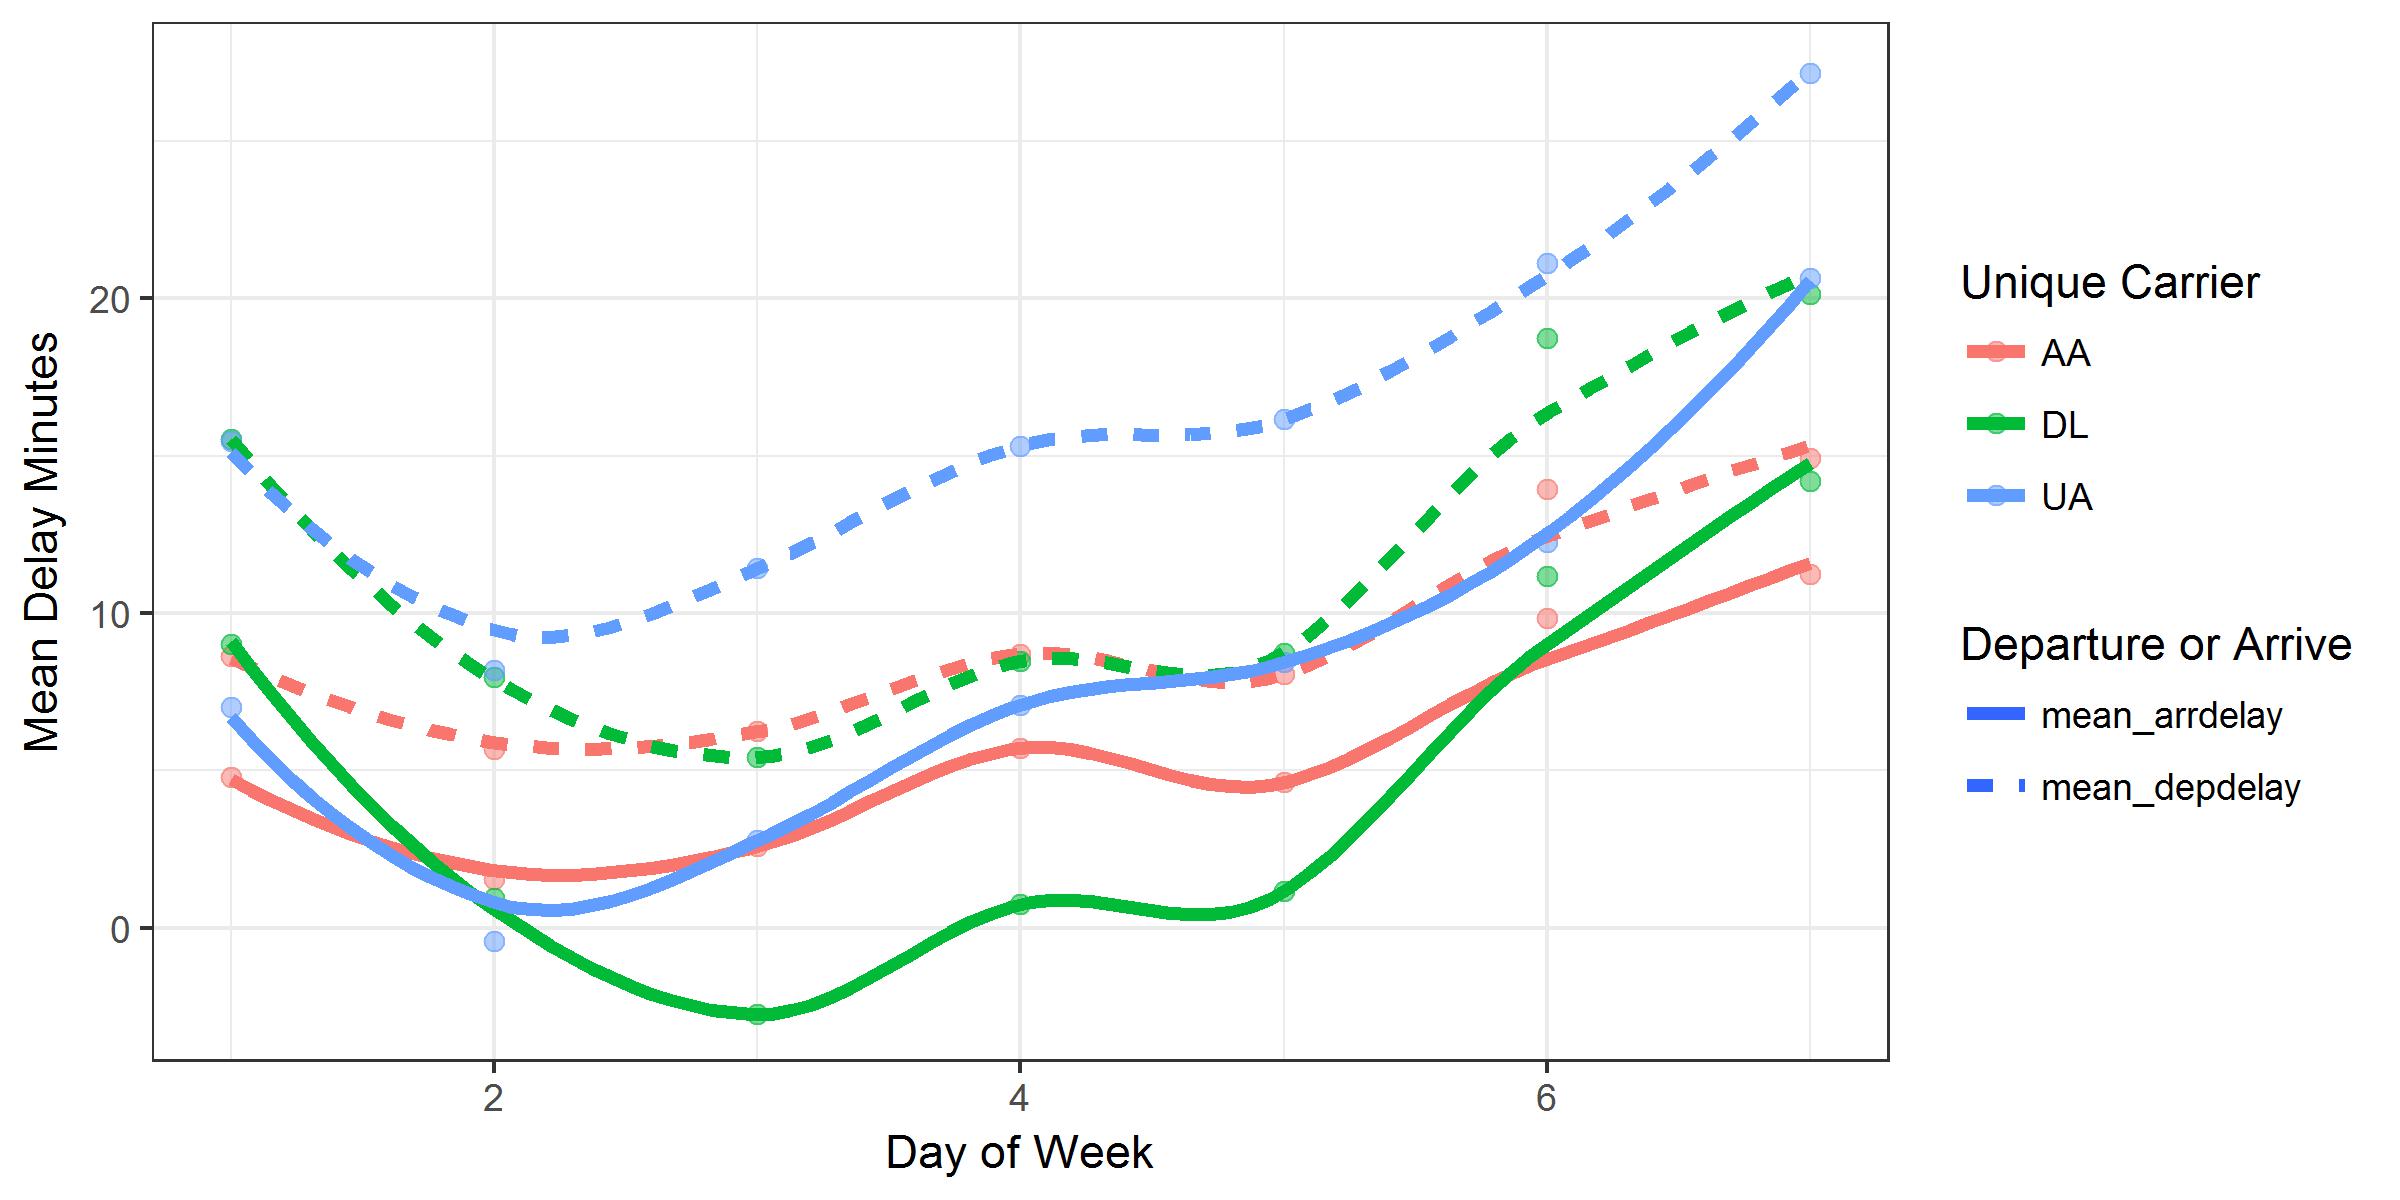 Mean Delay Minutes
20
10
0
2
4
6
Day of Week
Unique Carrier
AA
DL
UA
Departure or Arrive
mean_arrdelay
mean_depdelay